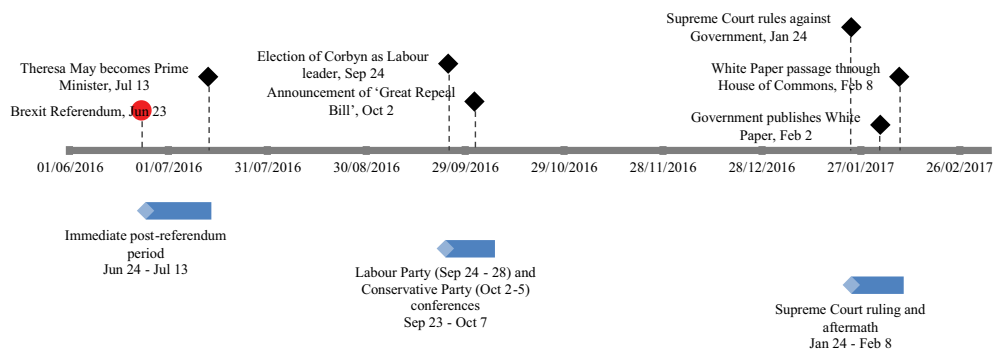 Supreme Court rules against
Government, Jan 24
Election of Corbyn as Labour
leader, Sep 24
Theresa May becomes Prime
Minister, Jul 13
White Paper passage through
House of Commons, Feb 8
Announcement of ‘Great Repeal
Bill’, Oct 2
Brexit Referendum, Jun 23
Government publishes White
Paper, Feb 2
01/06/2016 01/07/2016 31/07/2016 30/08/2016 29/09/2016 29/10/2016 28/11/2016 28/12/2016 27/01/2017 26/02/2017
Immediate post-referendum
period
Jun 24 - Jul 13
Labour Party (Sep 24 - 28) and
Conservative Party (Oct 2-5)
conferences
Sep 23 - Oct 7
Supreme Court ruling and
aftermath
Jan 24 - Feb 8